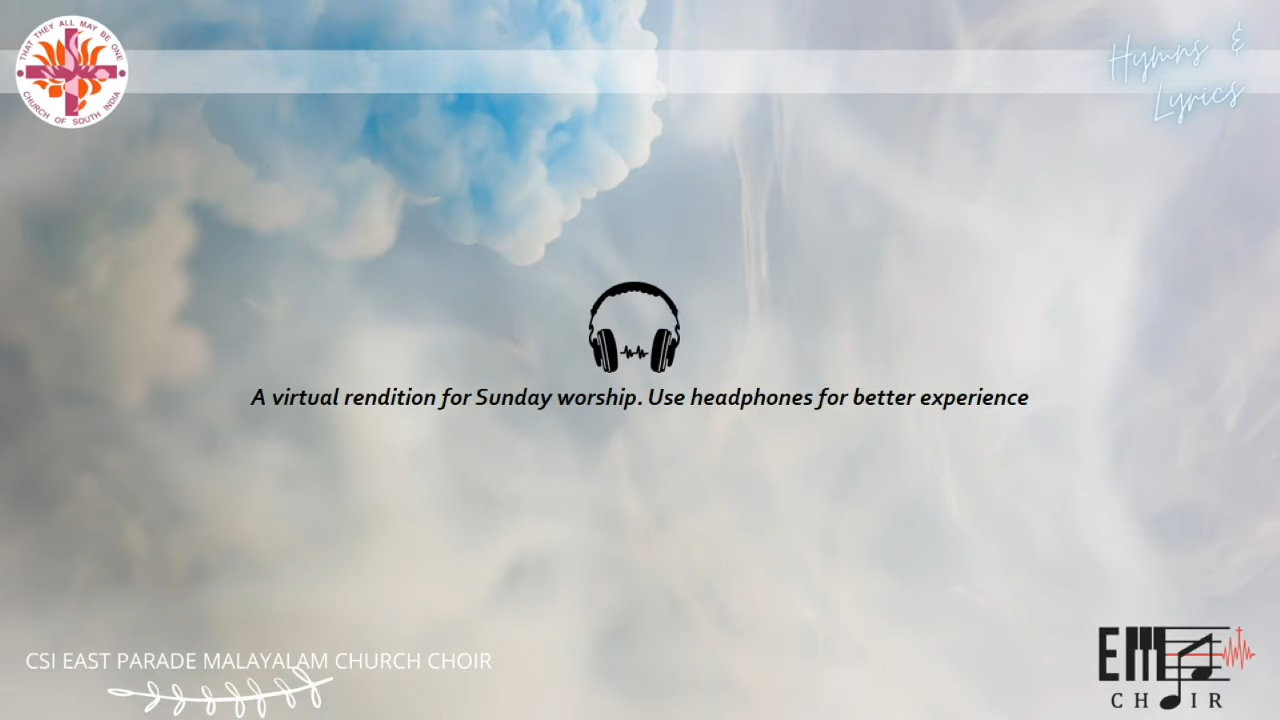 THAT THEY ALL MAY BE ONE
CHURCH OF SOUTH INDIA
Hymns &
Lyrics
A virtual rendition for Sunday worship. Use headphones for better experience
CSI EAST PARADE MALAYALAM CHURCH CHOIR
EM
CHOIR